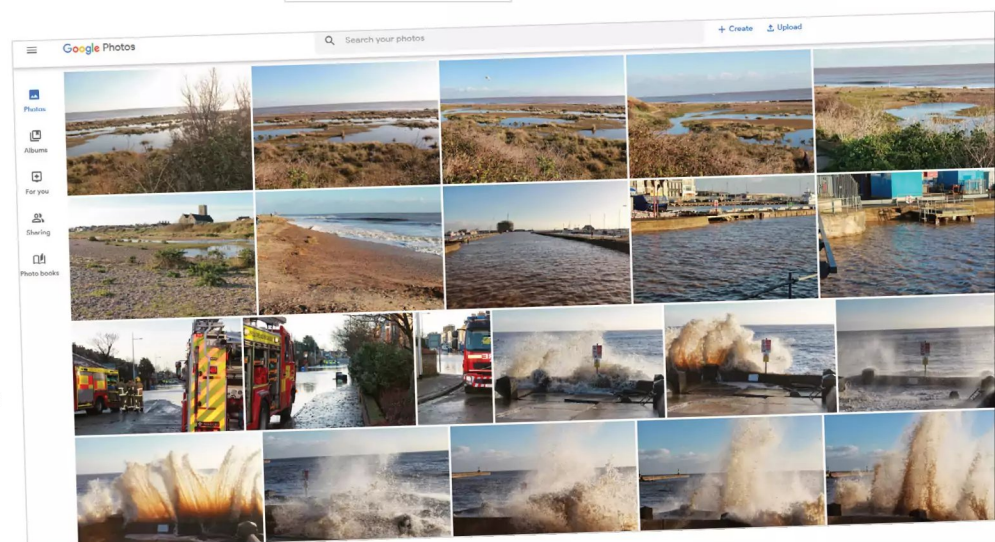 Google Photos
Search your photos
+ Create
Upload
Photos
Albums
For you
Sharing
Photo books